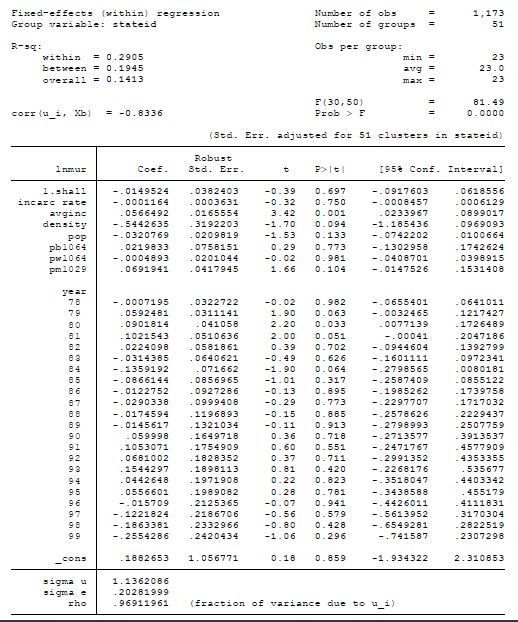 Fixed-effects (within) regression Number of obs = 1,173
Group variable: stateid Number of groups = 51
R-sq: Obs per group:
within = 0.2905 min = 23
between = 0.1945 avg = 23.0
overall = 0.1413 max = 23
F(30,50) = 81.49
corr(u_i, Xb) = -0.8336 Prob > F = 0.0000
(Std. Err. adjusted for 51 clusters in stateid)
Robust
lnmur Coef. Std. Err. t P>|t| [95% Conf. Interval]
1.shall -.0149524 .0382403 -0.39 0.697 -.0917603 .0618556
incarc rate -.0001164 .0003631 -0.32 0.750 -.0008457 .0006129
avginc .0566492 .0165554 3.42 0.001 .0233967 .0899017
density -.5442635 .3192203 -1.70 0.094 -1.185436 .0969093
pop -.0320769 .0209819 -1.53 0.133 -.0742202 .0100664
pb1064 .0219833 .0758151 0.29 0.773 -.1302958 .1742624
pw1064 -.0004893 .0201044 -0.02 0.981 -.0408701 .0398915
pm1029 .0691941 .0417945 1.66 0.104 -.0147526 .1531408
year
78 -.0007195 .0322722 -0.02 0.982 -.0655401 .0641011
79 .0592481 .0311141 1.90 0.063 -.0032465 .1217427
80 .0901814 .041058 2.20 0.033 .0077139 .1726489
81 .1021543 .0510636 2.00 0.051 -.00041 .2047186
82 .0224098 .0581861 0.39 0.702 -.0944604 .1392799
83 -.0314385 .0640621 -0.49 0.626 -.1601111 .0972341
84 -.1359192 .071662 -1.90 0.064 -.2798565 .0080181
85 -.0866144 .0856965 -1.01 0.317 -.2587409 .0855122
86 -.0122752 .0927286 -0.13 0.895 -.1985262 .1739758
87 -.0290338 .0999408 -0.29 0.773 -.2297707 .1717032
88 -.0174594 .1196893 -0.15 0.885 -.2578626 .2229437
89 -.0145617 .1321034 -0.11 0.913 -.2798993 .2507759
90 .059998 .1649718 0.36 0.718 -.2713577 .3913537
91 .1053071 .1754909 0.60 0.551 -.2471767 .4577909
92 .0681002 .1828352 0.37 0.711 -.2991352 .4353355
93 .1544297 .1898113 0.81 0.420 -.2268176 .535677
94 .0442648 .1971908 0.22 0.823 -.3518047 .4403342
95 .0556601 .1989082 0.28 0.781 -.3438588 .455179
96 -.015709 .2125365 -0.07 0.941 -.4426011 .4111831
97 -.1221824 .2186706 -0.56 0.579 -.5613952 .3170304
98 -.1863381 .2332966 -0.80 0.428 -.6549281 .2822519
99 -.2554286 .2420434 -1.06 0.296 -.741587 .2307298
_cons .1882653 1.056771 0.18 0.859 -1.934322 2.310853
sigma u 1.1362086
sigma e .20281999
rho .96911961 (fraction of variance due to u_i)